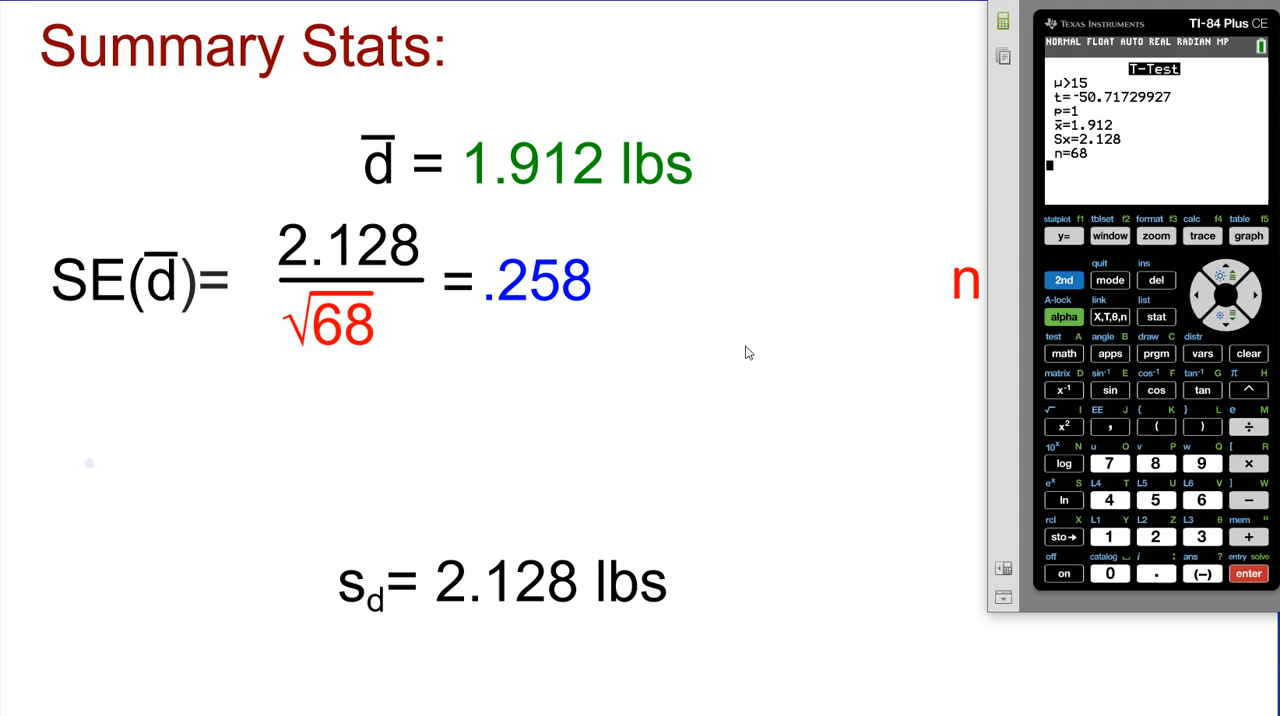 Summary Stats:
d̅ = 1.912 lbs
SE(d̅)= 2.128 / √68 = .258
n
s_d= 2.128 lbs
TEXAS INSTRUMENTS TI-84 Plus CE
NORMAL FLOAT AUTO REAL RADIAN MP
T-Test
μ>15
t=-50.71729927
p=1
x̅=1.912
Sx=2.128
n=68
statplot f1 tblset f2 format f3 calc f4 table f5
y= window zoom trace graph
quit ins
2nd mode del
A-lock link list
alpha X,T,θ,n stat
test A angle B draw C distr
math apps prgm vars clear
matrix D sin⁻¹ E cos⁻¹ F tan⁻¹ G π H
x⁻¹ sin cos tan ^
√ I EE J { K } L e M
x² , ( ) ÷
10ˣ N u O v P w Q [ R
log 7 8 9 ×
eˣ S L4 T L5 U L6 V ] W
ln 4 5 6 −
rcl X L1 Y L2 Z L3 θ mem "
sto→ 1 2 3 +
off catalog ␣ i : ans ? entry solve
on 0 . (−) enter